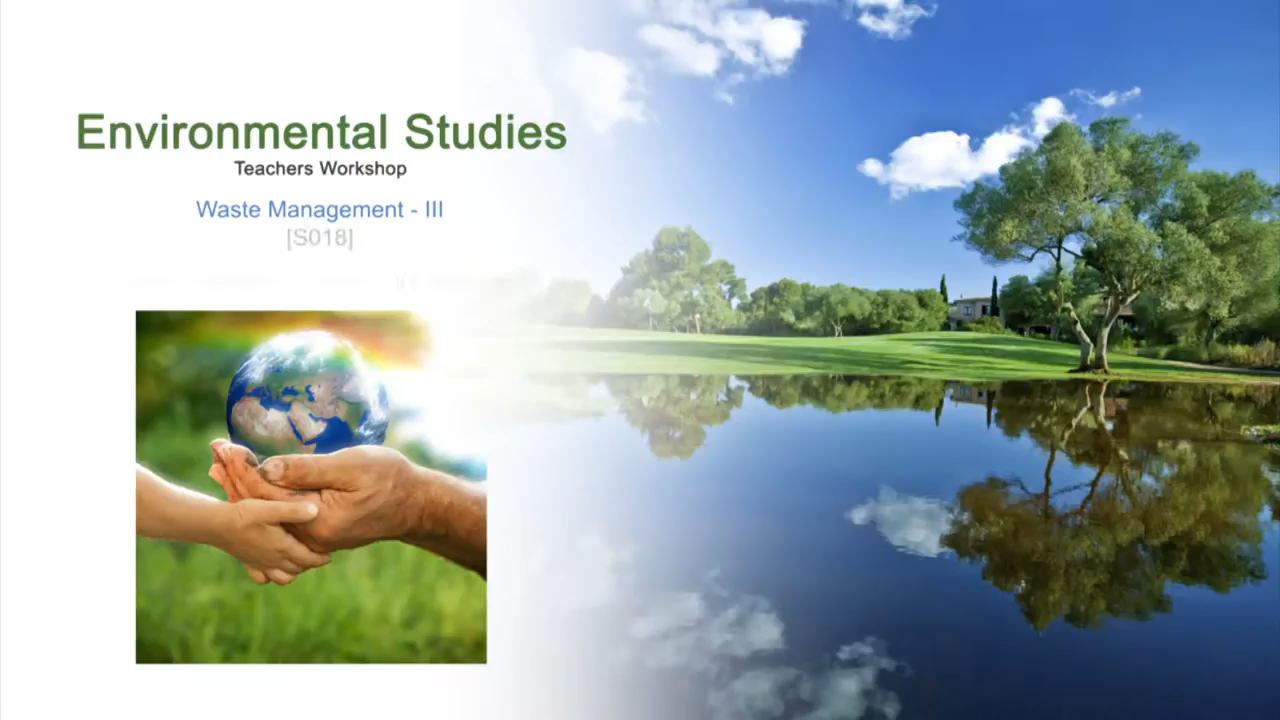 Environmental Studies
Teachers Workshop
Waste Management - III
[S018]